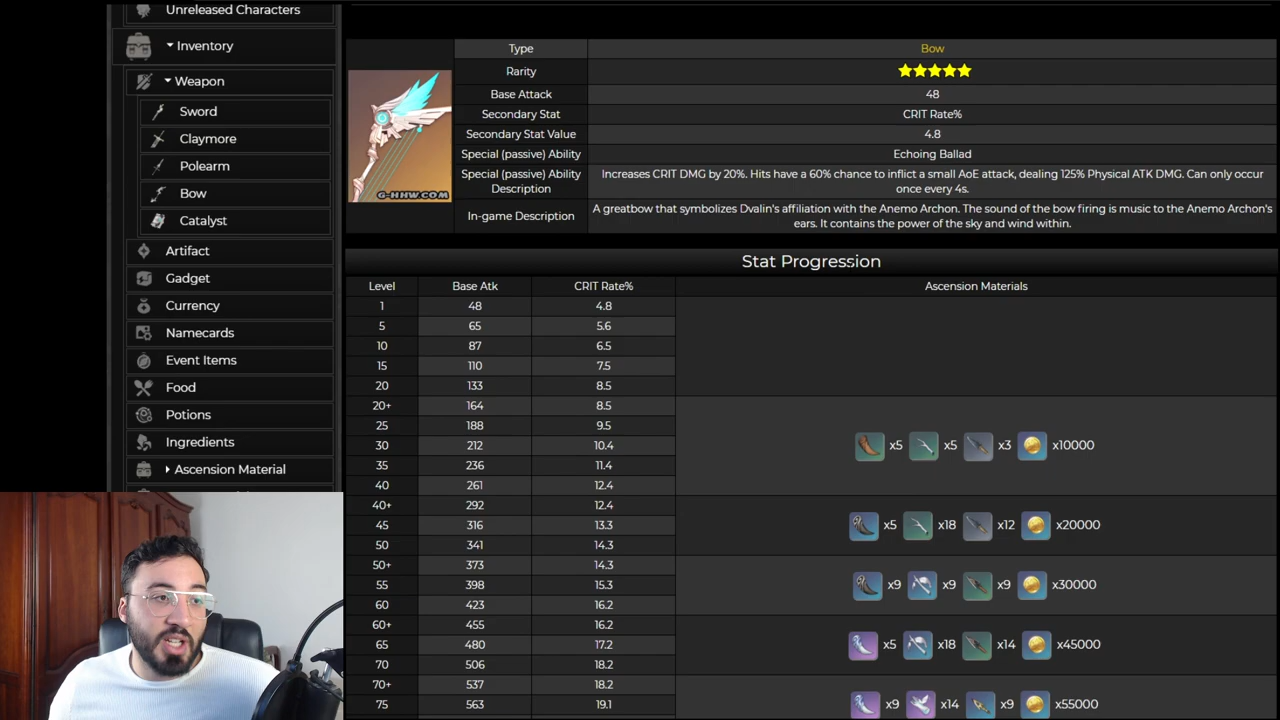 Unreleased Characters
Inventory
Weapon
Sword
Claymore
Polearm
Bow
Catalyst
Artifact
Gadget
Currency
Namecards
Event Items
Food
Potions
Ingredients
Ascension Material
G-HHW.COM
Type Bow
Rarity
Base Attack 48
Secondary Stat CRIT Rate%
Secondary Stat Value 4.8
Special (passive) Ability Echoing Ballad
Special (passive) Ability
Description
Increases CRIT DMG by 20%. Hits have a 60% chance to inflict a small AoE attack, dealing 125% Physical ATK DMG. Can only occur
once every 4s.
In-game Description
A greatbow that symbolizes Dvalin's affiliation with the Anemo Archon. The sound of the bow firing is music to the Anemo Archon's
ears. It contains the power of the sky and wind within.
Stat Progression
Level Base Atk CRIT Rate% Ascension Materials
1 48 4.8
5 65 5.6
10 87 6.5
15 110 7.5
20 133 8.5
20+ 164 8.5
25 188 9.5
30 212 10.4 x5 x5 x3 x10000
35 236 11.4
40 261 12.4
40+ 292 12.4
45 316 13.3 x5 x18 x12 x20000
50 341 14.3
50+ 373 14.3
55 398 15.3 x9 x9 x9 x30000
60 423 16.2
60+ 455 16.2
65 480 17.2 x5 x18 x14 x45000
70 506 18.2
70+ 537 18.2
75 563 19.1 x9 x14 x9 x55000